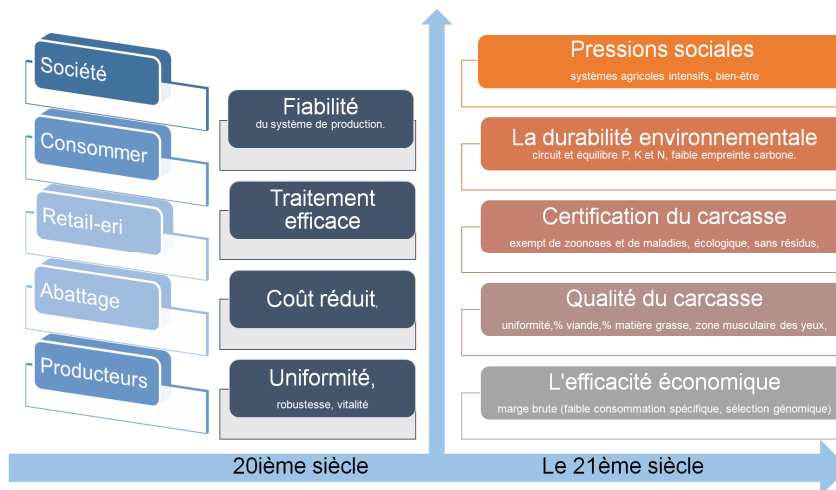 Société
Consommer
Retail-eri
Abattage
Producteurs
Fiabilité
du système de production.
Traitement
efficace
Coût réduit,
Uniformité,
robustesse, vitalité
Pressions sociales
systèmes agricoles intensifs, bien-être
La durabilité environnementale
circuit et équilibre P, K et N, faible empreinte carbone.
Certification du carcasse
exempt de zoonoses et de maladies, écologique, sans résidus,
Qualité du carcasse
uniformité,% viande,% matière grasse, zone musculaire des yeux,
L'efficacité économique
marge brute (faible consommation spécifique, sélection génomique)
20ième siècle
Le 21ème siècle